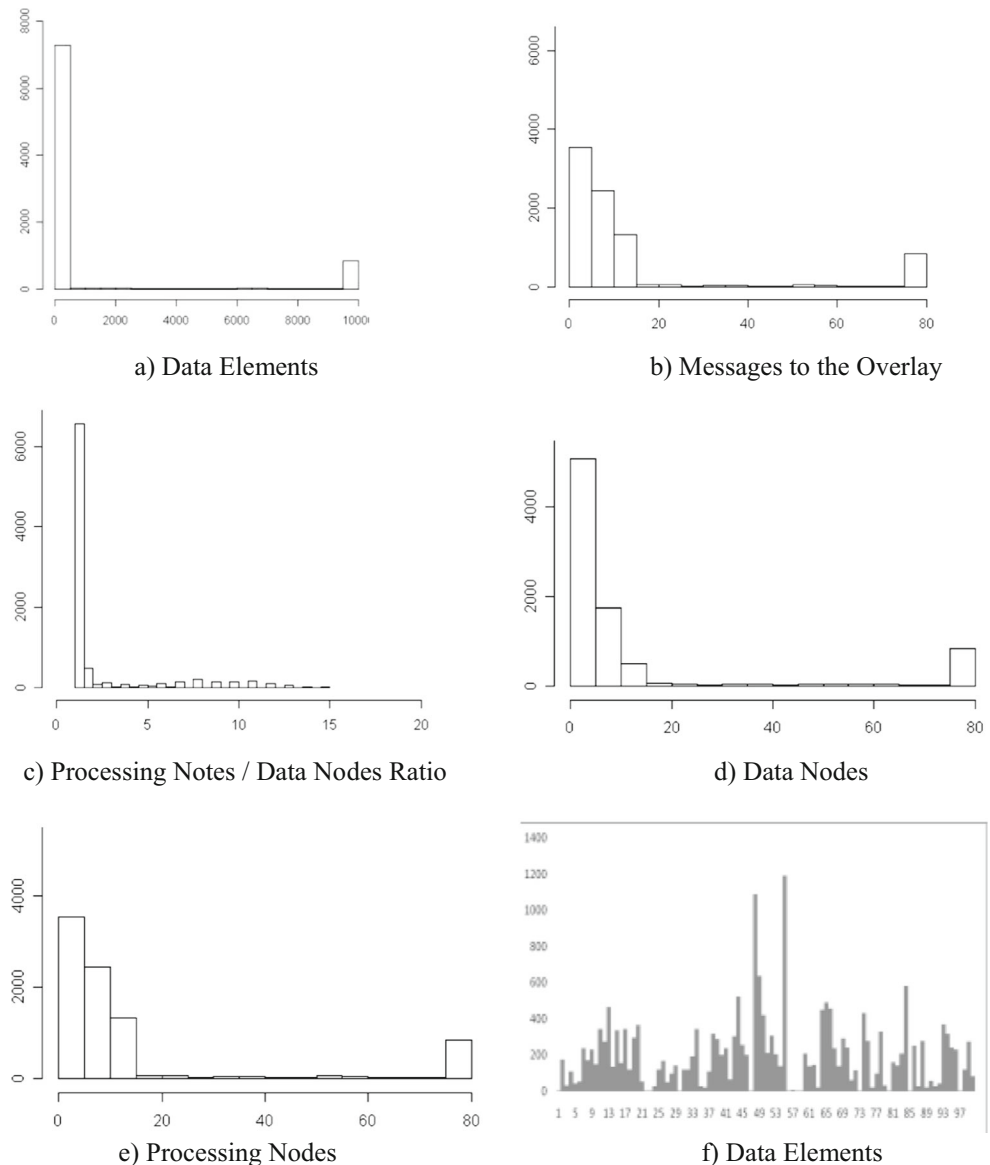 8000
6000
4000
2000
0
0 2000 4000 6000 8000 10000
a) Data Elements
6000
4000
2000
0
0 20 40 60 80
b) Messages to the Overlay
6000
4000
2000
0
0 5 10 15 20
c) Processing Notes / Data Nodes Ratio
4000
2000
0
0 20 40 60 80
d) Data Nodes
4000
2000
0
0 20 40 60 80
e) Processing Nodes
1400
1200
1000
800
600
400
200
0
1 5 9 13 17 21 25 29 33 37 41 45 49 53 57 61 65 69 73 77 81 85 89 93 97
f) Data Elements